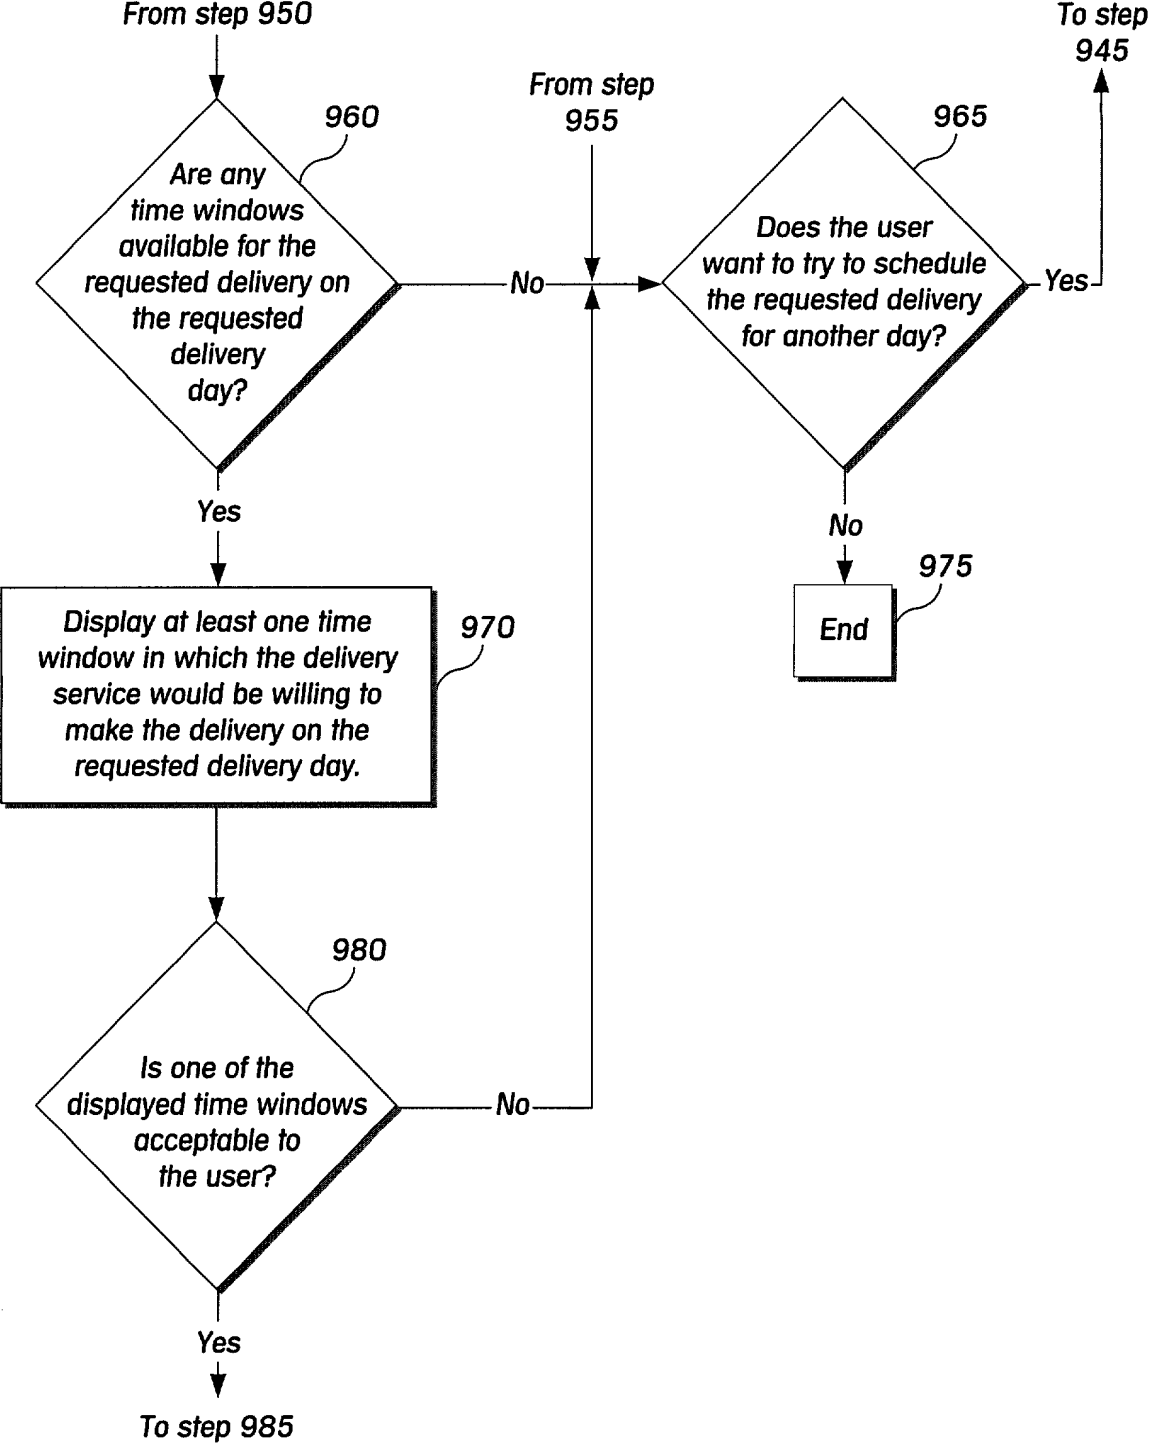 From step 950
960
Are any
time windows
available for the
requested delivery on
the requested
delivery
day?
No
From step
955
965
Does the user
want to try to schedule
the requested delivery
for another day?
Yes
To step
945
No
975
End
Yes
970
Display at least one time
window in which the delivery
service would be willing to
make the delivery on the
requested delivery day.
980
Is one of the
displayed time windows
acceptable to
the user?
No
Yes
To step 985